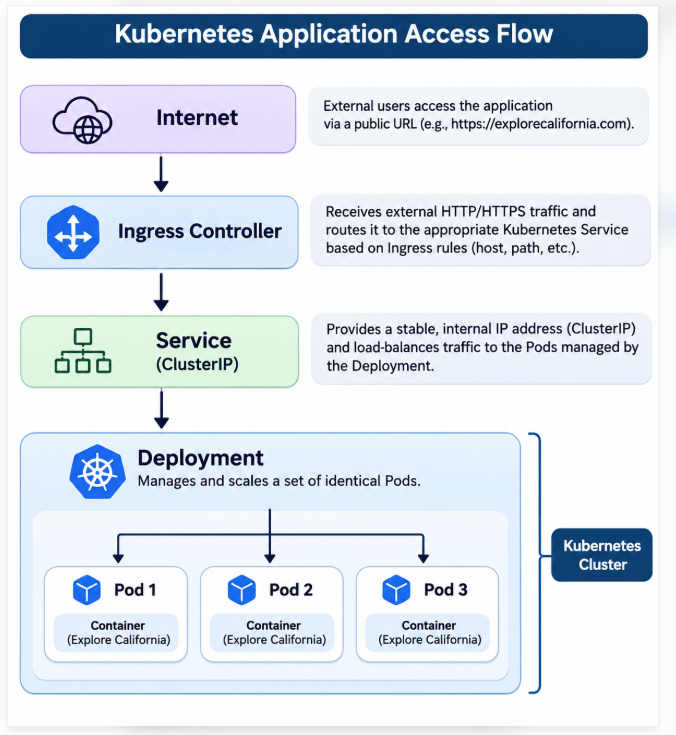 Kubernetes Application Access Flow
Internet
External users access the application
via a public URL (e.g., https://explorecalifornia.com).
Ingress Controller
Receives external HTTP/HTTPS traffic and
routes it to the appropriate Kubernetes Service
based on Ingress rules (host, path, etc.).
Service
(ClusterIP)
Provides a stable, internal IP address (ClusterIP)
and load-balances traffic to the Pods managed by
the Deployment.
Deployment
Manages and scales a set of identical Pods.
Pod 1
Container
(Explore California)
Pod 2
Container
(Explore California)
Pod 3
Container
(Explore California)
Kubernetes
Cluster